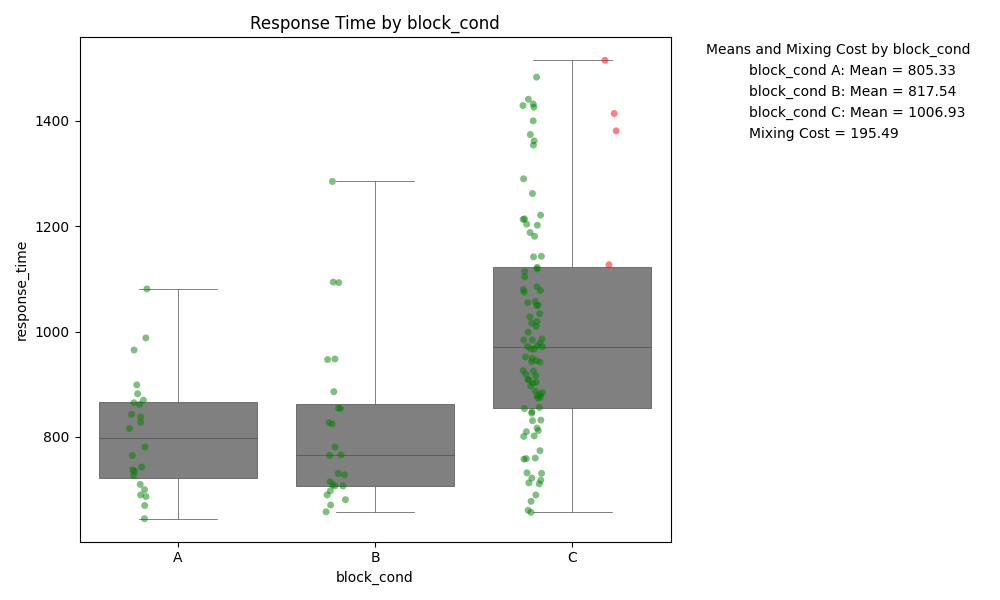 Response Time by block_cond
Means and Mixing Cost by block_cond
block_cond A: Mean = 805.33
block_cond B: Mean = 817.54
block_cond C: Mean = 1006.93
Mixing Cost = 195.49
response_time
1400
1200
1000
800
A B C
block_cond